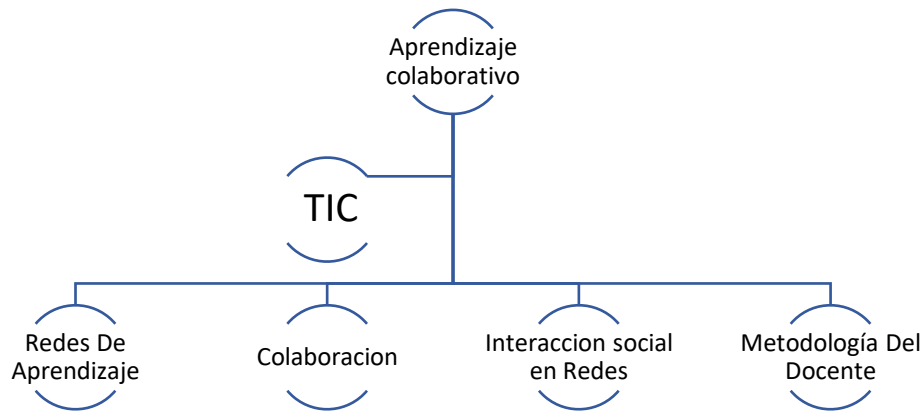 Aprendizaje
colaborativo
TIC
Redes De
Aprendizaje
Colaboracion
Interaccion social
en Redes
Metodología Del
Docente